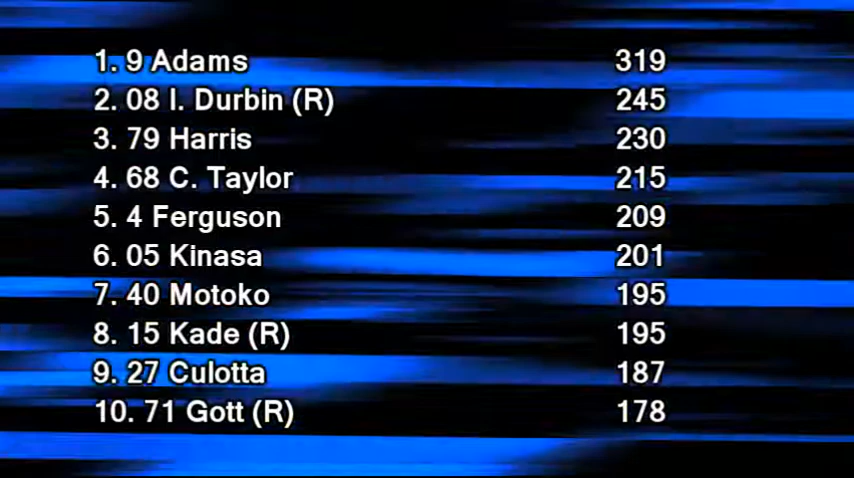 1. 9 Adams 319
2. 08 I. Durbin (R) 245
3. 79 Harris 230
4. 68 C. Taylor 215
5. 4 Ferguson 209
6. 05 Kinasa 201
7. 40 Motoko 195
8. 15 Kade (R) 195
9. 27 Culotta 187
10. 71 Gott (R) 178